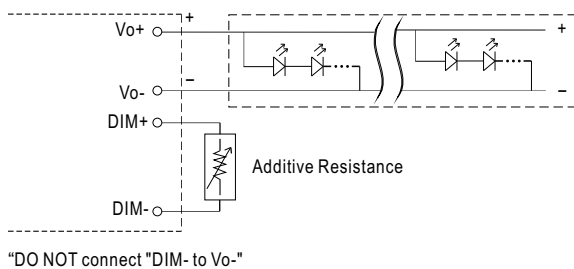 Vo+
+
+
Vo-
–
–
DIM+
Additive Resistance
DIM-
“DO NOT connect "DIM- to Vo-"